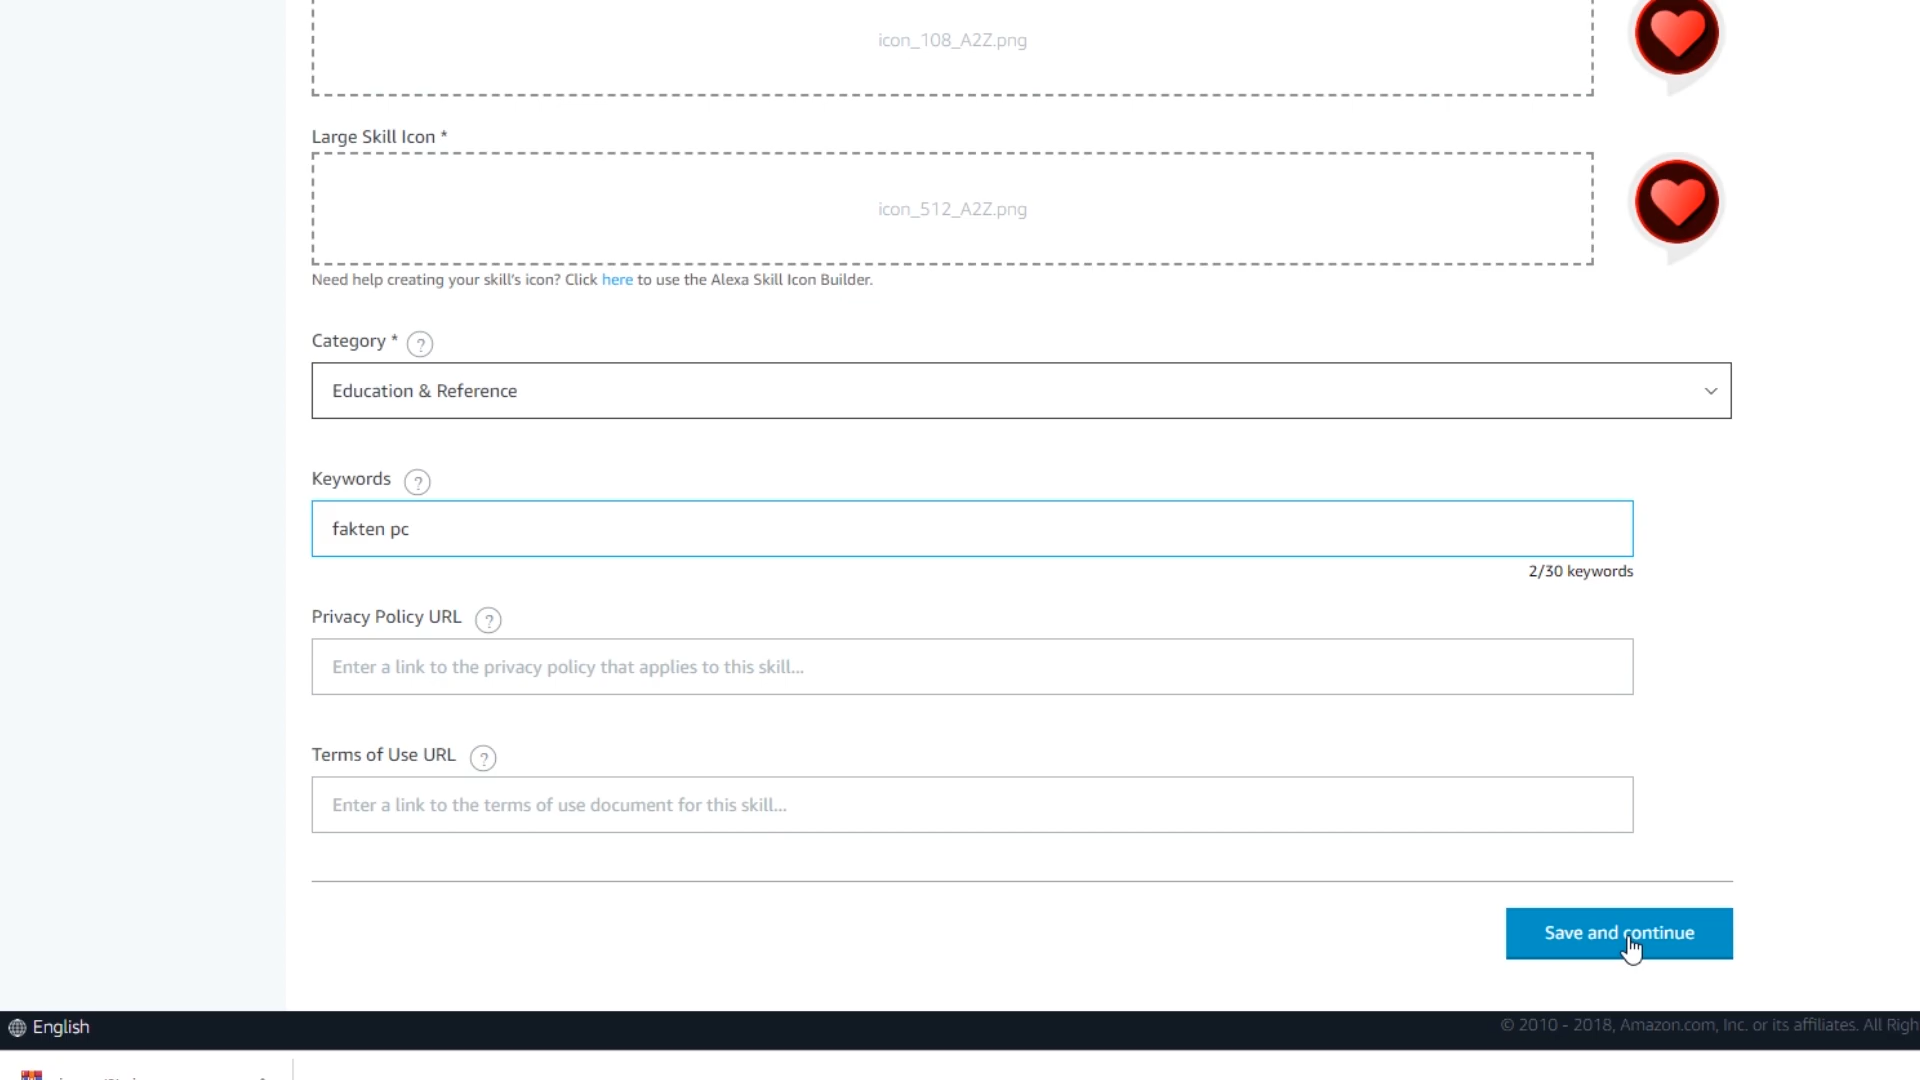 icon_108_A2Z.png
Large Skill Icon *
icon_512_A2Z.png
Need help creating your skill's icon? Click here to use the Alexa Skill Icon Builder.
Category * ?
Education & Reference
Keywords ?
fakten pc
2/30 keywords
Privacy Policy URL ?
Enter a link to the privacy policy that applies to this skill...
Terms of Use URL ?
Enter a link to the terms of use document for this skill...
Save and continue
English
© 2010 - 2018, Amazon.com, Inc. or its affiliates. All Righ